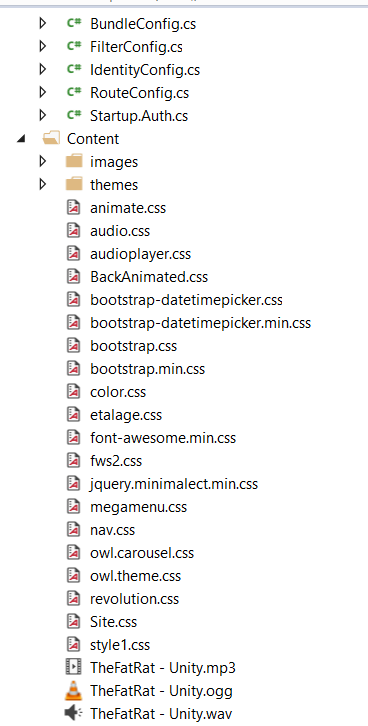 C# BundleConfig.cs
C# FilterConfig.cs
C# IdentityConfig.cs
C# RouteConfig.cs
C# Startup.Auth.cs
Content
images
themes
animate.css
audio.css
audioplayer.css
BackAnimated.css
bootstrap-datetimepicker.css
bootstrap-datetimepicker.min.css
bootstrap.css
bootstrap.min.css
color.css
etalage.css
font-awesome.min.css
fws2.css
jquery.minimalect.min.css
megamenu.css
nav.css
owl.carousel.css
owl.theme.css
revolution.css
Site.css
style1.css
TheFatRat - Unity.mp3
TheFatRat - Unity.ogg
TheFatRat - Unity.wav